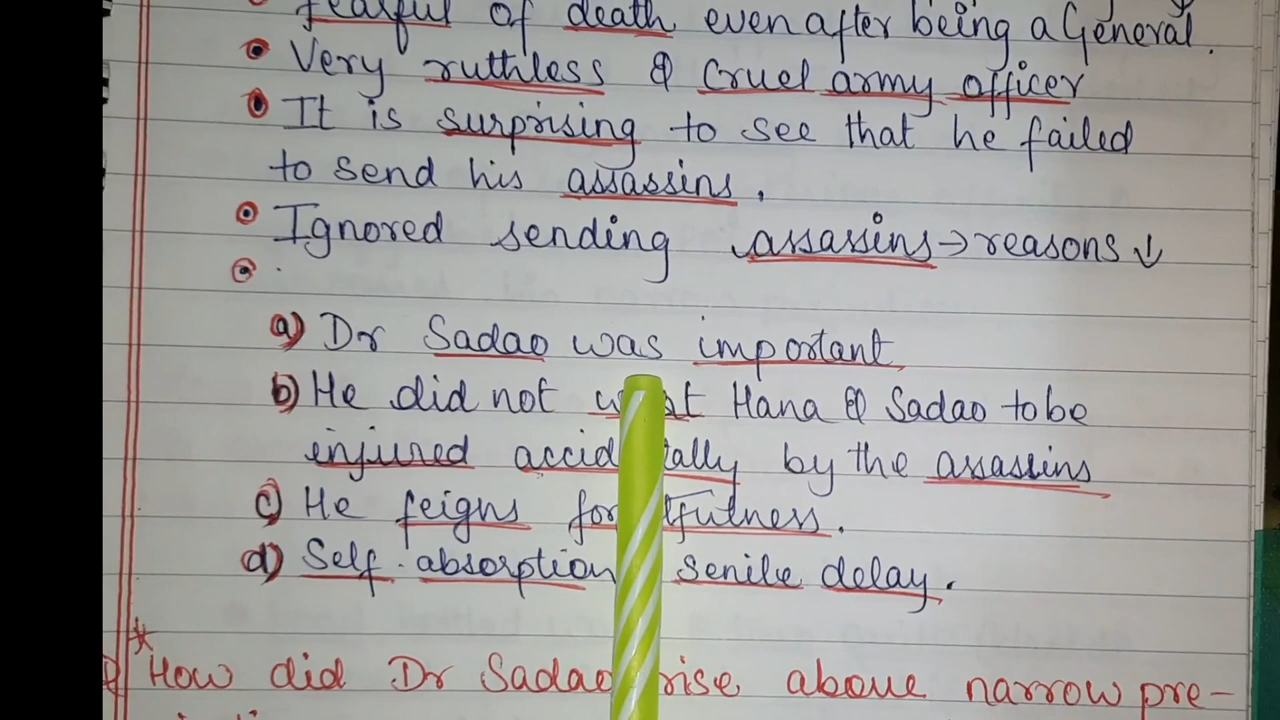 fearful of death even after being a General.
Very ruthless & cruel army officer
It is surprising to see that he failed
to send his assassins.
Ignored sending assassins → reasons ↓
a) Dr Sadao was important
b) He did not Hana & Sadao to be
injured by the assassins
c) He feigns
d) Self-absorption senile delay.
* How did Dr Sadao rise above narrow pre-